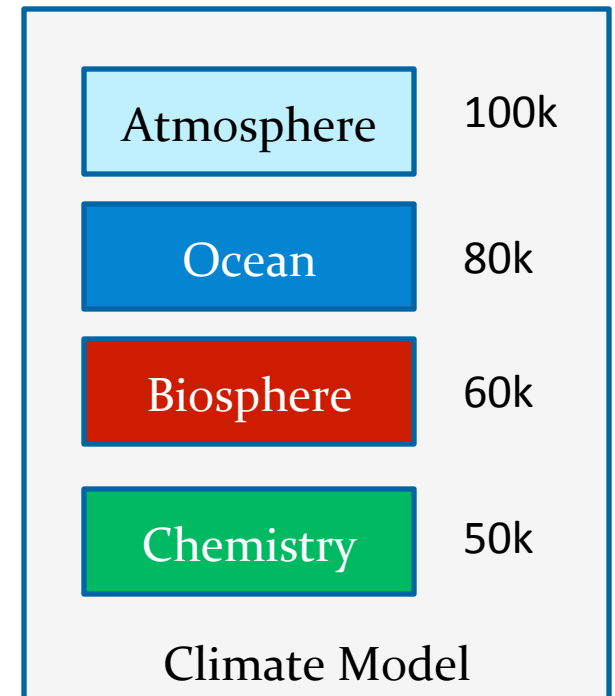 Atmosphere 100k
Ocean 80k
Biosphere 60k
Chemistry 50k
Climate Model